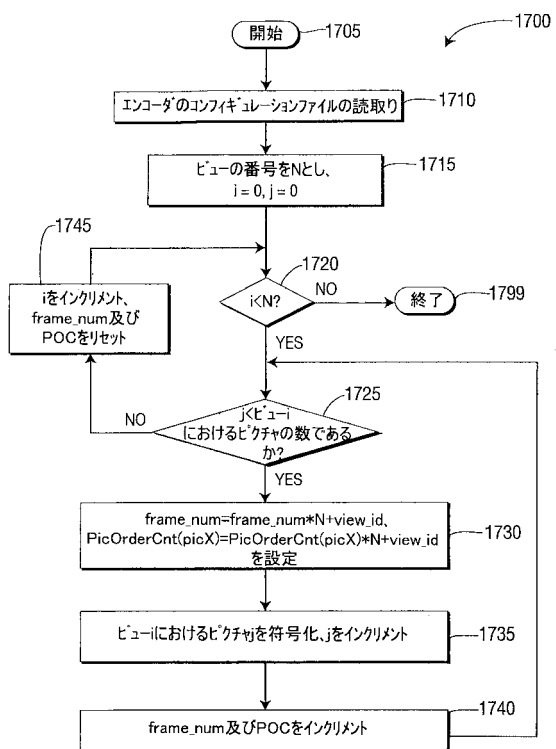 1700
開始
1705
エンコーダのコンフィギュレーションファイルの読取り
1710
ビューの番号をNとし、
i = 0, j = 0
1715
1745
iをインクリメント、
frame_num及び
POCをリセット
1720
i<N?
NO
終了
1799
YES
1725
j<ビューi
におけるピクチャの数である
か?
NO
YES
frame_num=frame_num*N+view_id、
PicOrderCnt(picX)=PicOrderCnt(picX)*N+view_id
を設定
1730
ビューiにおけるピクチャjを符号化、jをインクリメント
1735
1740
frame_num及びPOCをインクリメント